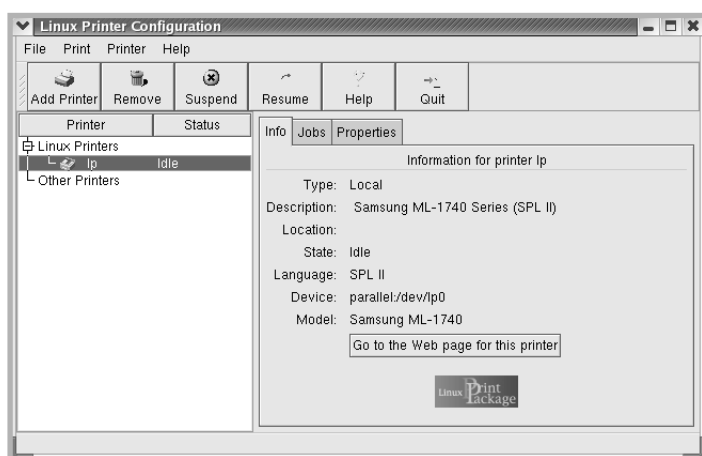 Linux Printer Configuration
File Print Printer Help
Add Printer Remove Suspend Resume Help Quit
Printer Status
Linux Printers
lp Idle
Other Printers
Info Jobs Properties
Information for printer lp
Type: Local
Description: Samsung ML-1740 Series (SPL II)
Location:
State: Idle
Language: SPL II
Device: parallel:/dev/lp0
Model: Samsung ML-1740
Go to the Web page for this printer
Linux Print Package